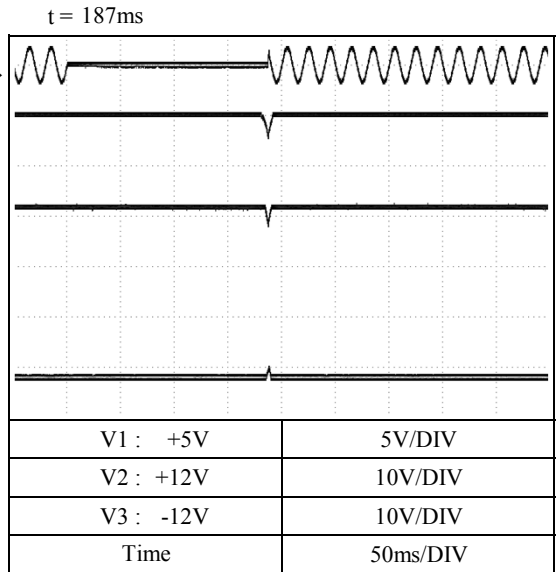 t = 187ms
V1 : +5V 5V/DIV
V2 : +12V 10V/DIV
V3 : -12V 10V/DIV
Time 50ms/DIV